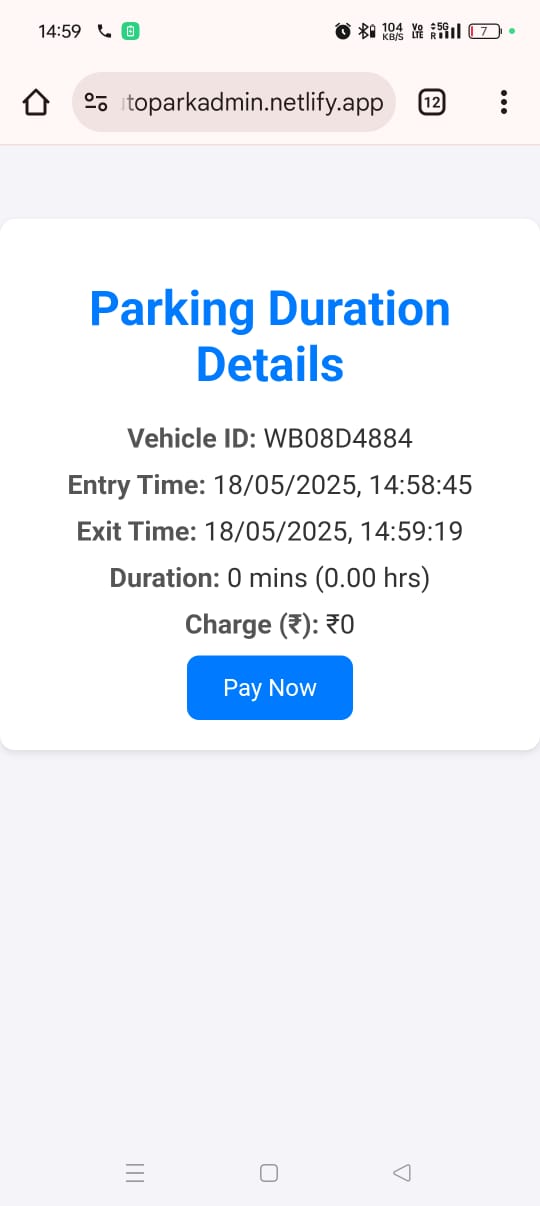 14:59 104 KB/S Vo LTE 5G R 7
toparkadmin.netlify.app 12
Parking Duration
Details
Vehicle ID: WB08D4884
Entry Time: 18/05/2025, 14:58:45
Exit Time: 18/05/2025, 14:59:19
Duration: 0 mins (0.00 hrs)
Charge (₹): ₹0
Pay Now